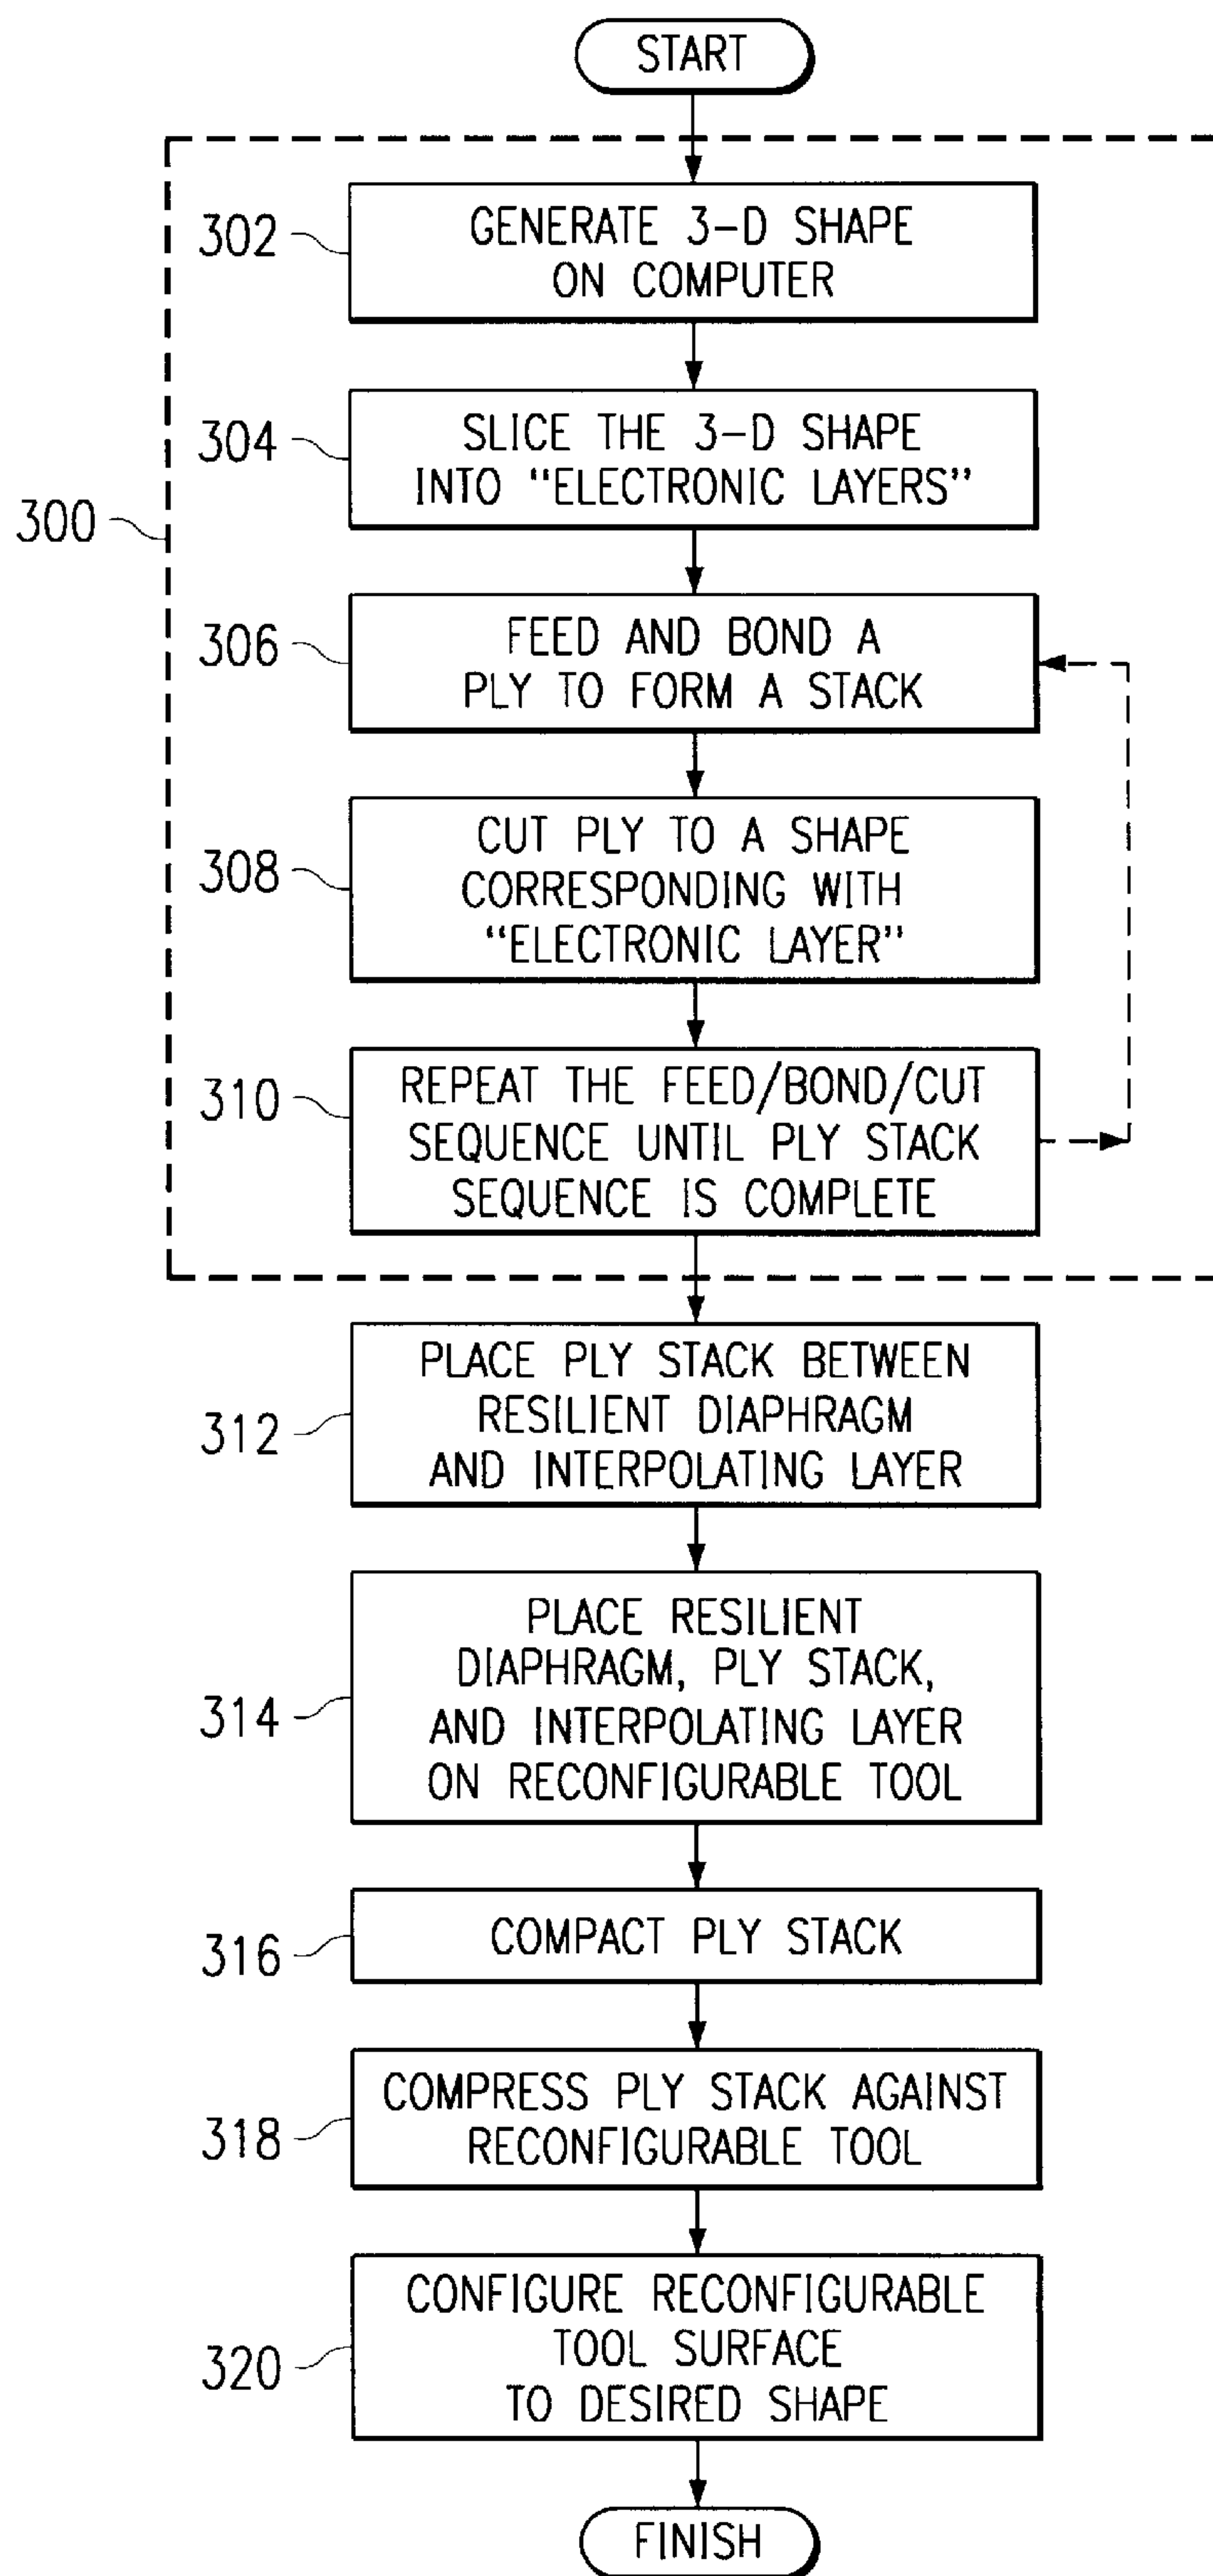 START
302
GENERATE 3-D SHAPE
ON COMPUTER
304
SLICE THE 3-D SHAPE
INTO "ELECTRONIC LAYERS"
300
306
FEED AND BOND A
PLY TO FORM A STACK
308
CUT PLY TO A SHAPE
CORRESPONDING WITH
"ELECTRONIC LAYER"
310
REPEAT THE FEED/BOND/CUT
SEQUENCE UNTIL PLY STACK
SEQUENCE IS COMPLETE
312
PLACE PLY STACK BETWEEN
RESILIENT DIAPHRAGM
AND INTERPOLATING LAYER
314
PLACE RESILIENT
DIAPHRAGM, PLY STACK,
AND INTERPOLATING LAYER
ON RECONFIGURABLE TOOL
316
COMPACT PLY STACK
318
COMPRESS PLY STACK AGAINST
RECONFIGURABLE TOOL
320
CONFIGURE RECONFIGURABLE
TOOL SURFACE
TO DESIRED SHAPE
FINISH